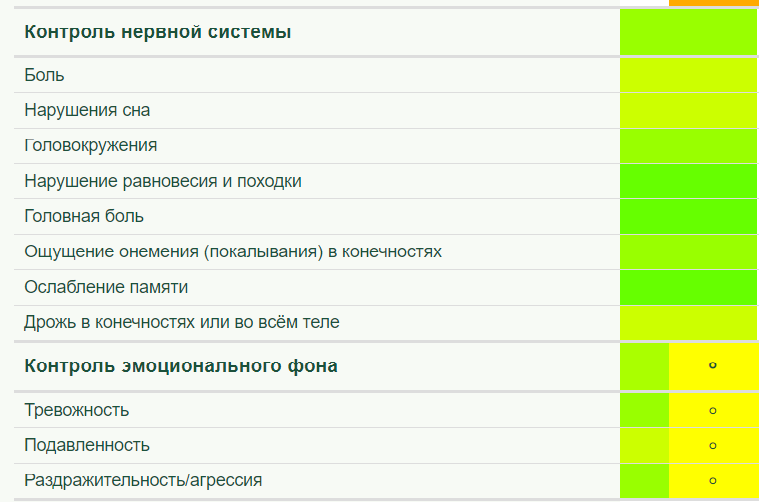 Контроль нервной системы
Боль
Нарушения сна
Головокружения
Нарушение равновесия и походки
Головная боль
Ощущение онемения (покалывания) в конечностях
Ослабление памяти
Дрожь в конечностях или во всём теле
Контроль эмоционального фона
Тревожность
Подавленность
Раздражительность/агрессия